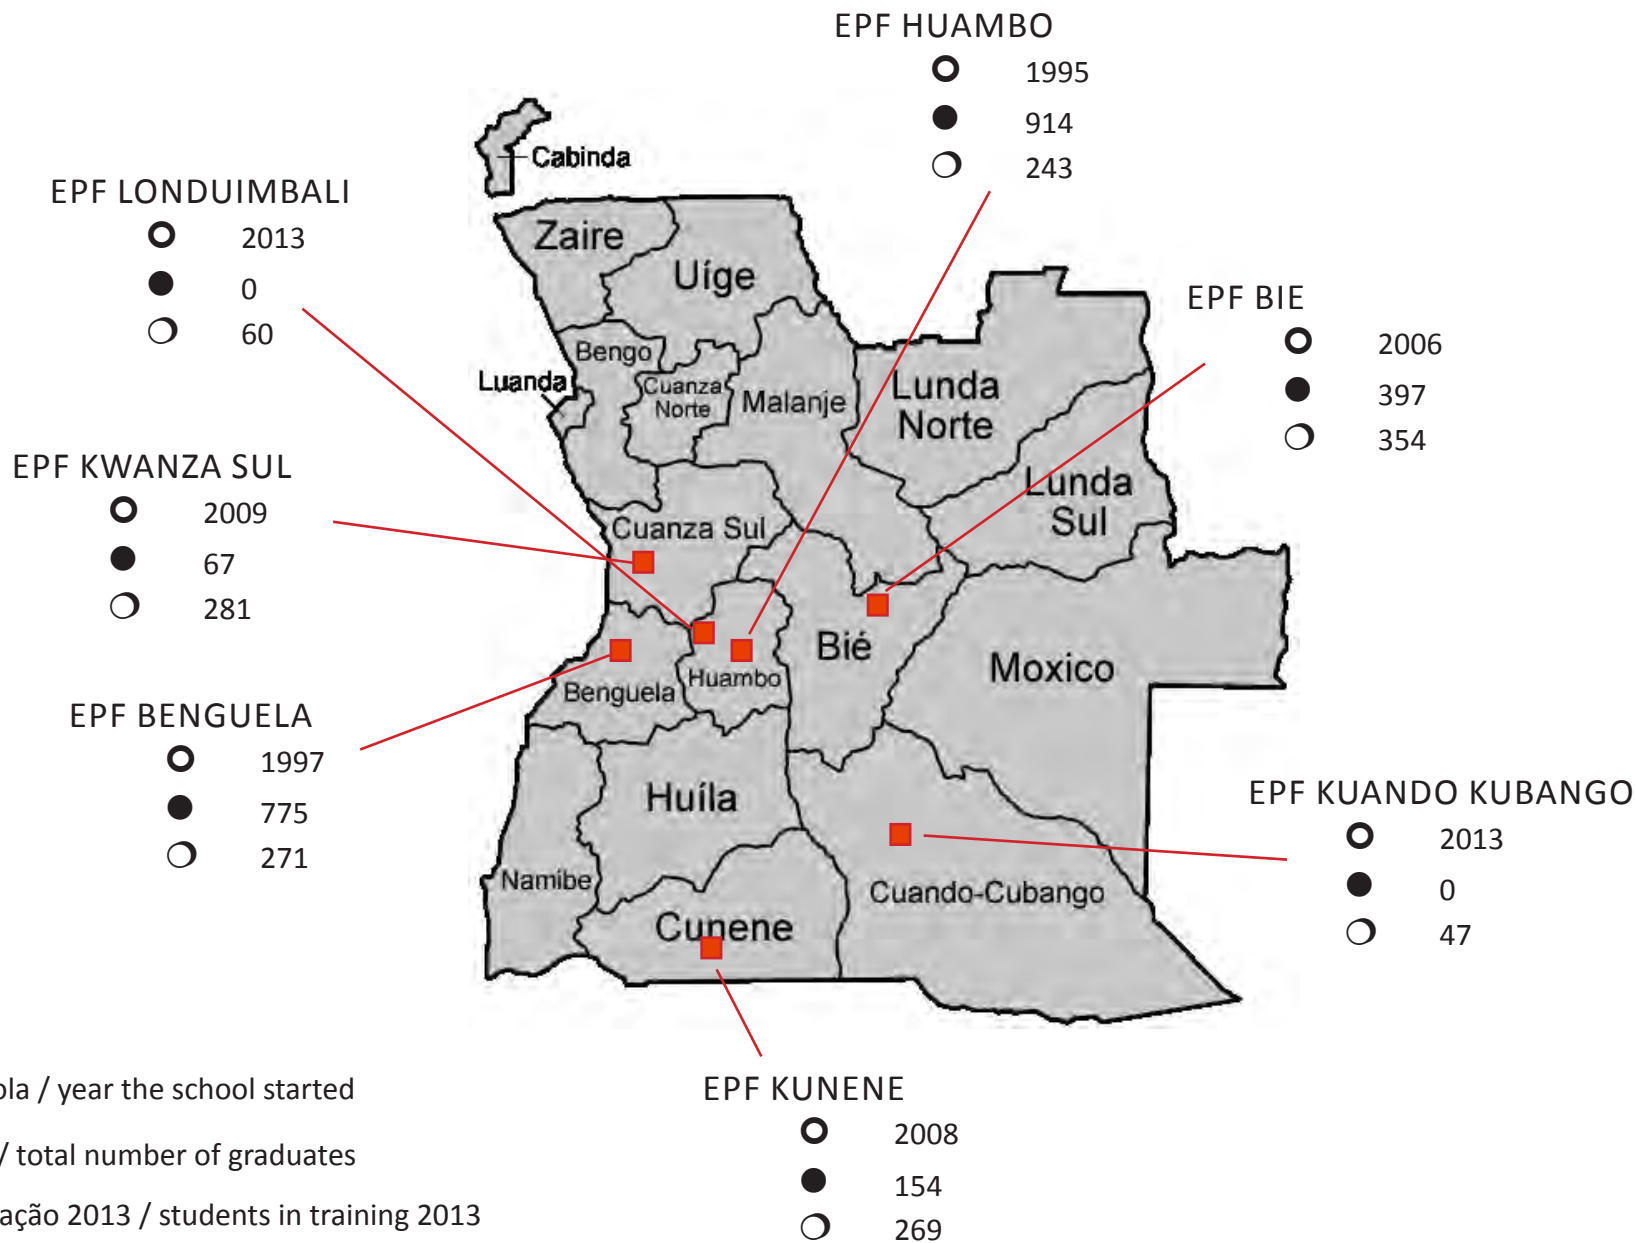 EPF HUAMBO
1995
914
243
EPF LONDUIMBALI
2013
0
60
EPF BIE
2006
397
354
EPF KWANZA SUL
2009
67
281
EPF BENGUELA
1997
775
271
EPF KUANDO KUBANGO
2013
0
47
EPF KUNENE
2008
154
269
Cabinda
Zaire
Uíge
Bengo
Luanda
Cuanza
Norte
Malanje
Lunda
Norte
Lunda
Sul
Cuanza Sul
Benguela
Huambo
Bié
Moxico
Huíla
Namibe
Cunene
Cuando-Cubango
/ year the school started
/ total number of graduates
2013 / students in training 2013